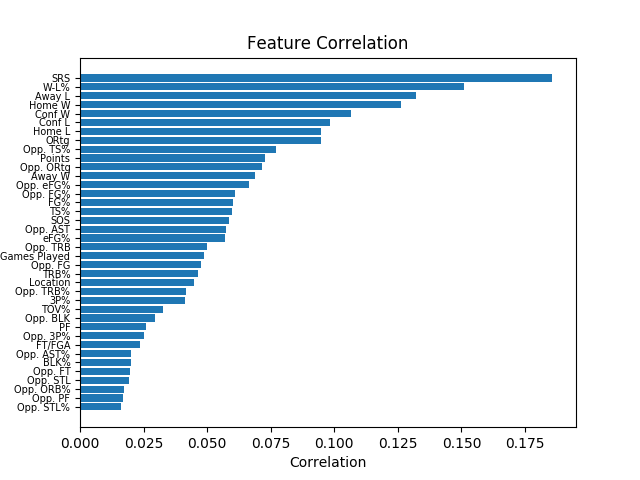 Feature Correlation
SRS
W-L%
Away L
Home W
Conf W
Conf L
Home L
ORtg
Opp. TS%
Points
Opp. ORtg
Away W
Opp. eFG%
Opp. FG%
FG%
TS%
SOS
Opp. AST
eFG%
Opp. TRB
Games Played
Opp. FG
TRB%
Location
Opp. TRB%
3P%
TOV%
Opp. BLK
PF
Opp. 3P%
FT/FGA
Opp. AST%
BLK%
Opp. FT
Opp. STL
Opp. ORB%
Opp. PF
Opp. STL%
0.000 0.025 0.050 0.075 0.100 0.125 0.150 0.175
Correlation